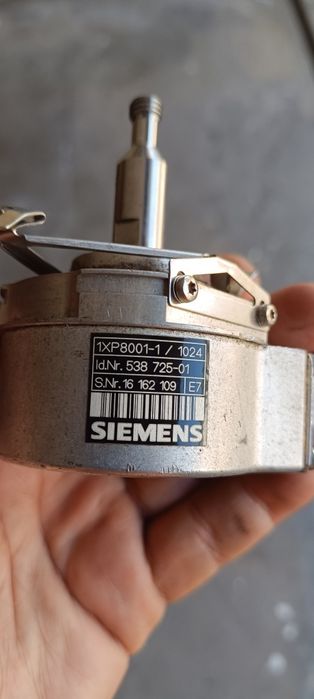 1XP8001-1 / 1024
Id.Nr. 538 725-01
S.Nr. 16 162 109 E7
SIEMENS